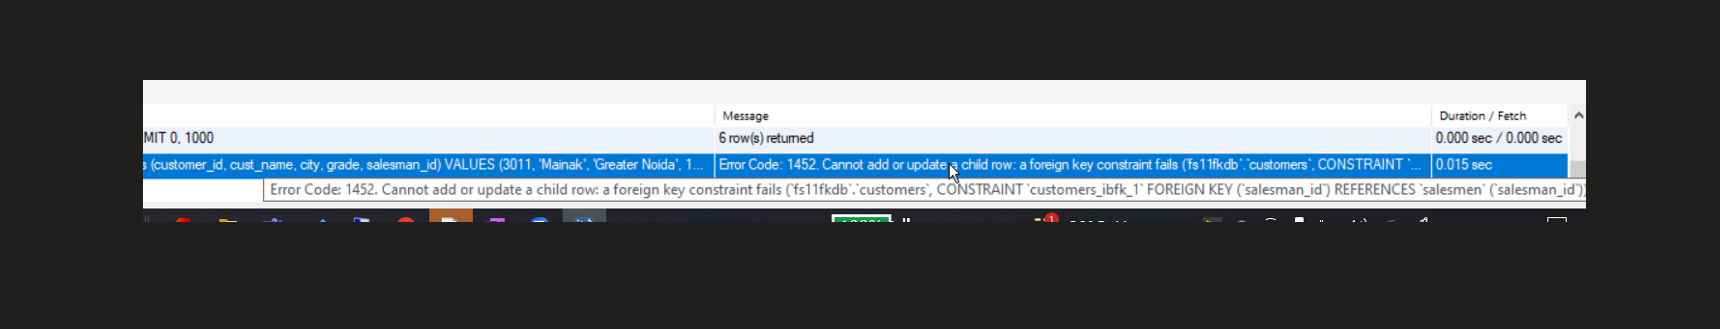 Message Duration / Fetch
MIT 0, 1000 6 row(s) returned 0.000 sec / 0.000 sec
s (customer_id, cust_name, city, grade, salesman_id) VALUES (3011, 'Mainak', 'Greater Noida', 1... Error Code: 1452. Cannot add or update a child row: a foreign key constraint fails (`fs11fkdb`.`customers`, CONSTRAINT `... 0.015 sec
Error Code: 1452. Cannot add or update a child row: a foreign key constraint fails (`fs11fkdb`.`customers`, CONSTRAINT `customers_ibfk_1` FOREIGN KEY (`salesman_id`) REFERENCES `salesmen` (`salesman_id`))
1